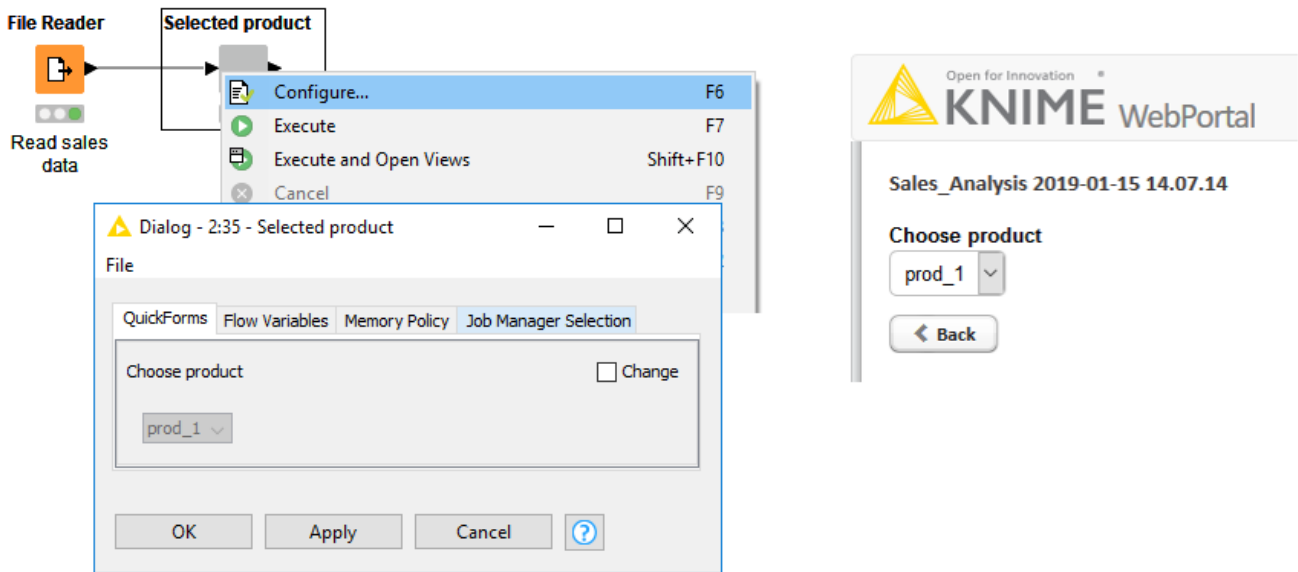 File Reader
Selected product
Read sales
data
Configure... F6
Execute F7
Execute and Open Views Shift+F10
Cancel F9
Dialog - 2:35 - Selected product
File
QuickForms Flow Variables Memory Policy Job Manager Selection
Choose product Change
prod_1
OK Apply Cancel ?
Open for Innovation
KNIME WebPortal
Sales_Analysis 2019-01-15 14.07.14
Choose product
prod_1
Back